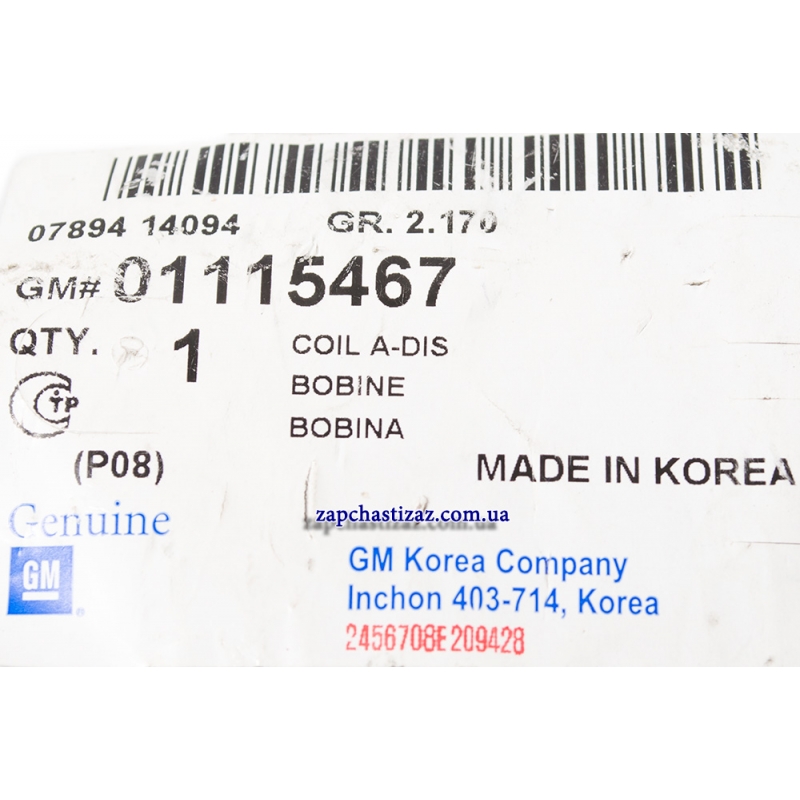 07894 14094 GR. 2.170
GM# 01115467
QTY. 1 COIL A-DIS
BOBINE
BOBINA
(P08) MADE IN KOREA
zapchastizaz.com.ua
Genuine
GM
GM Korea Company
Inchon 403-714, Korea
2456708E209428